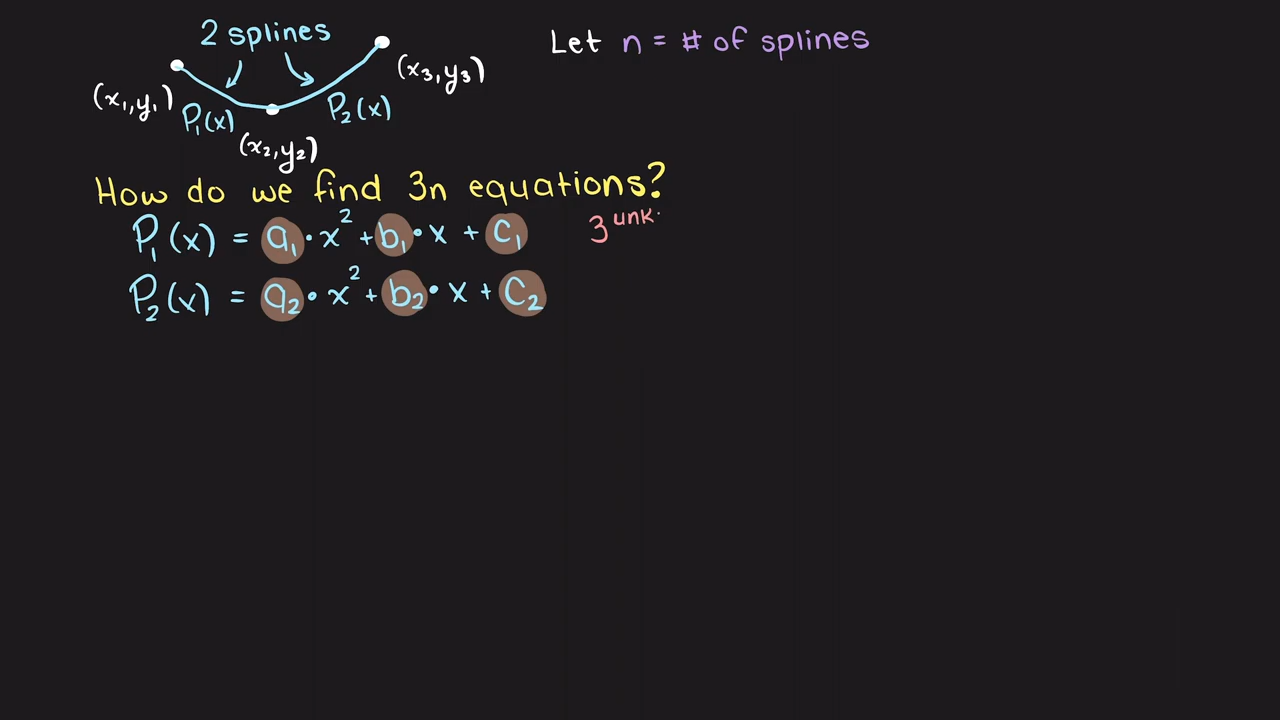 2 splines
Let n = # of splines
(x₁,y₁)
P₁(x)
(x₂,y₂)
P₂(x)
(x₃,y₃)
How do we find 3n equations?
P₁(x) = a₁·x² + b₁·x + c₁
3 unk.
P₂(x) = a₂·x² + b₂·x + c₂